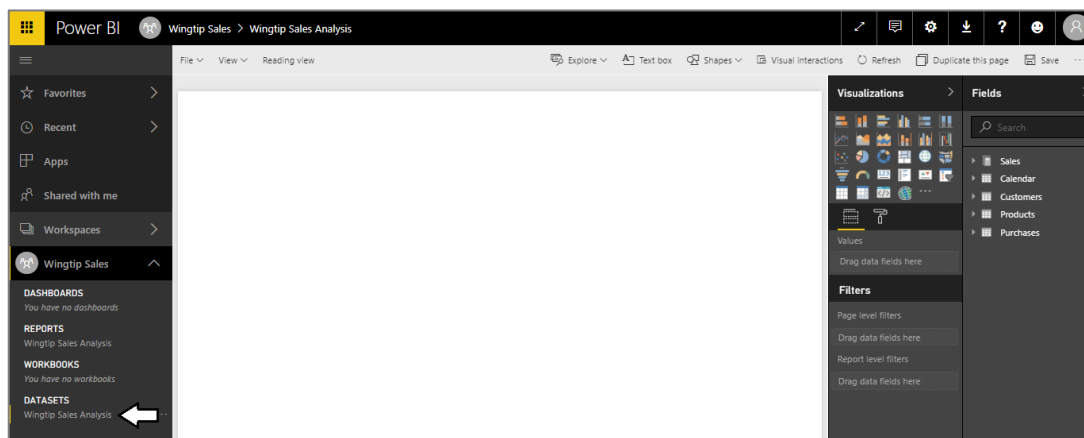 Power BI Wingtip Sales > Wingtip Sales Analysis ?
File View Reading view Explore Text box Shapes Visual interactions Refresh Duplicate this page Save ...
Favorites
Recent
Apps
Shared with me
Workspaces
Wingtip Sales
DASHBOARDS
You have no dashboards
REPORTS
Wingtip Sales Analysis
WORKBOOKS
You have no workbooks
DATASETS
Wingtip Sales Analysis
Visualizations
123
Values
Drag data fields here
Filters
Page level filters
Drag data fields here
Report level filters
Drag data fields here
Fields
Search
Sales
Calendar
Customers
Products
Purchases